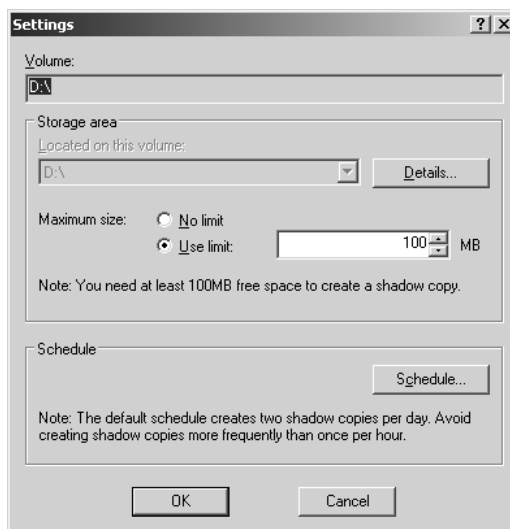 Settings
Volume:
D:\
Storage area
Located on this volume:
D:\
Details...
Maximum size:
No limit
Use limit:
100
MB
Note: You need at least 100MB free space to create a shadow copy.
Schedule
Schedule...
Note: The default schedule creates two shadow copies per day. Avoid
creating shadow copies more frequently than once per hour.
OK
Cancel